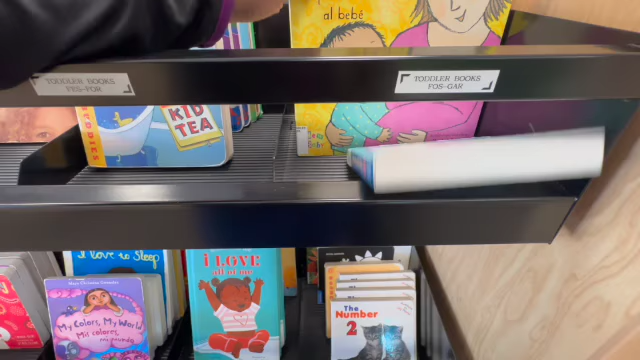 al bebé
TODDLER BOOKS
FES-FOR
TODDLER BOOKS
FOS-GAR
KID
TEA
I Love to Sleep
My Colors, My World
Mis colores,
mi mundo
i LOVE
all of me
The
Number
2